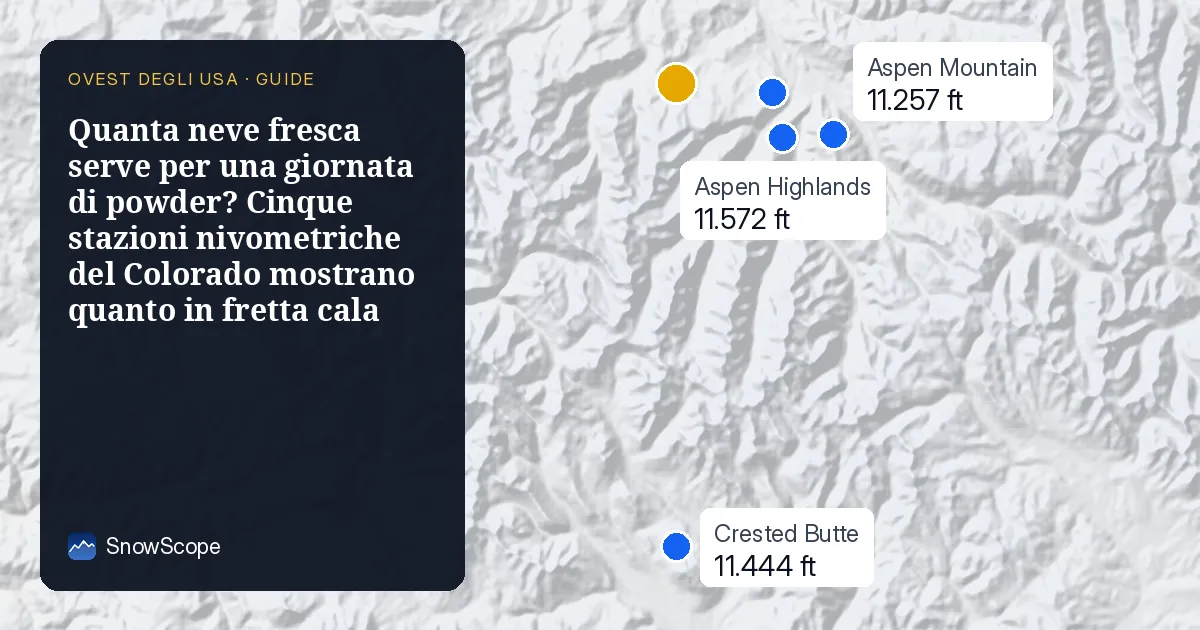 OVEST DEGLI USA · GUIDE
Quanta neve fresca
serve per una giornata
di powder? Cinque
stazioni nivometriche
del Colorado mostrano
quanto in fretta cala
SnowScope
Aspen Mountain
11.257 ft
Aspen Highlands
11.572 ft
Crested Butte
11.444 ft